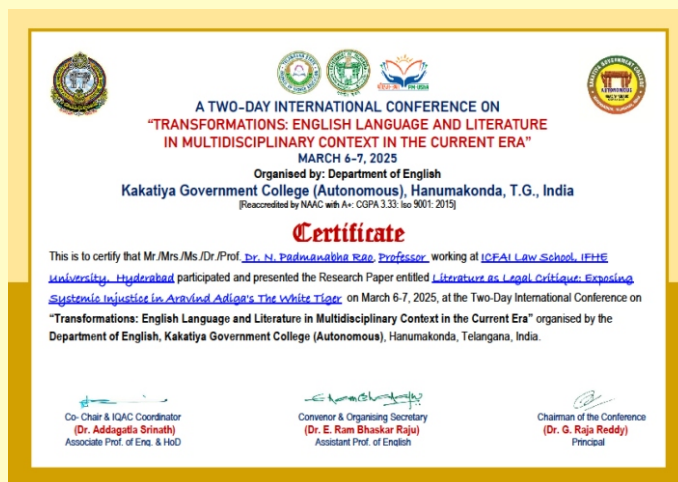 A TWO-DAY INTERNATIONAL CONFERENCE ON
"TRANSFORMATIONS: ENGLISH LANGUAGE AND LITERATURE
IN MULTIDISCIPLINARY CONTEXT IN THE CURRENT ERA"
MARCH 6-7, 2025
Organised by: Department of English
Kakatiya Government College (Autonomous), Hanumakonda, T.G., India
[Reaccredited by NAAC with A+: CGPA 3.33: Iso 9001: 2015]
Certificate
This is to certify that Mr./Mrs./Ms./Dr./Prof. Dr. N. Padmanabha Rao, Professor working at ICFAI Law School, IFHE
University, Hyderabad participated and presented the Research Paper entitled Literature as Legal Critique: Exposing
Systemic Injustice in Aravind Adiga's The White Tiger on March 6-7, 2025, at the Two-Day International Conference on
"Transformations: English Language and Literature in Multidisciplinary Context in the Current Era" organised by the
Department of English, Kakatiya Government College (Autonomous), Hanumakonda, Telangana, India.
Co- Chair & IQAC Coordinator
(Dr. Addagatla Srinath)
Associate Prof. of Eng. & HoD
Convenor & Organising Secretary
(Dr. E. Ram Bhaskar Raju)
Assistant Prof. of English
Chairman of the Conference
(Dr. G. Raja Reddy)
Principal